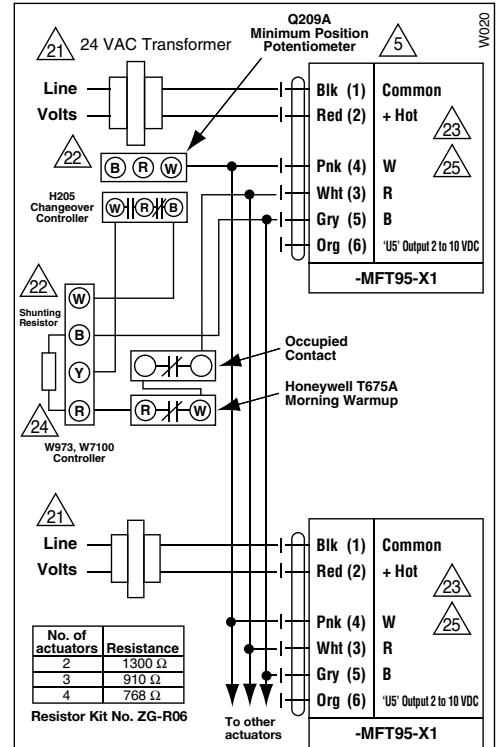 W020
21
24 VAC Transformer
Q209A
Minimum Position
Potentiometer
5
Line
Volts
Blk (1) Common
Red (2) + Hot
23
22
B R W
Pnk (4) W
25
H205
Changeover
Controller
W R B
Wht (3) R
Gry (5) B
Org (6) 'U5' Output 2 to 10 VDC
-MFT95-X1
22
Shunting
Resistor
W
B
Y
R
24
W973, W7100
Controller
Occupied
Contact
R W
Honeywell T675A
Morning Warmup
21
Line
Volts
Blk (1) Common
Red (2) + Hot
23
Pnk (4) W
25
Wht (3) R
Gry (5) B
Org (6) 'U5' Output 2 to 10 VDC
-MFT95-X1
No. of
actuators Resistance
2 1300 Ω
3 910 Ω
4 768 Ω
Resistor Kit No. ZG-R06
To other
actuators